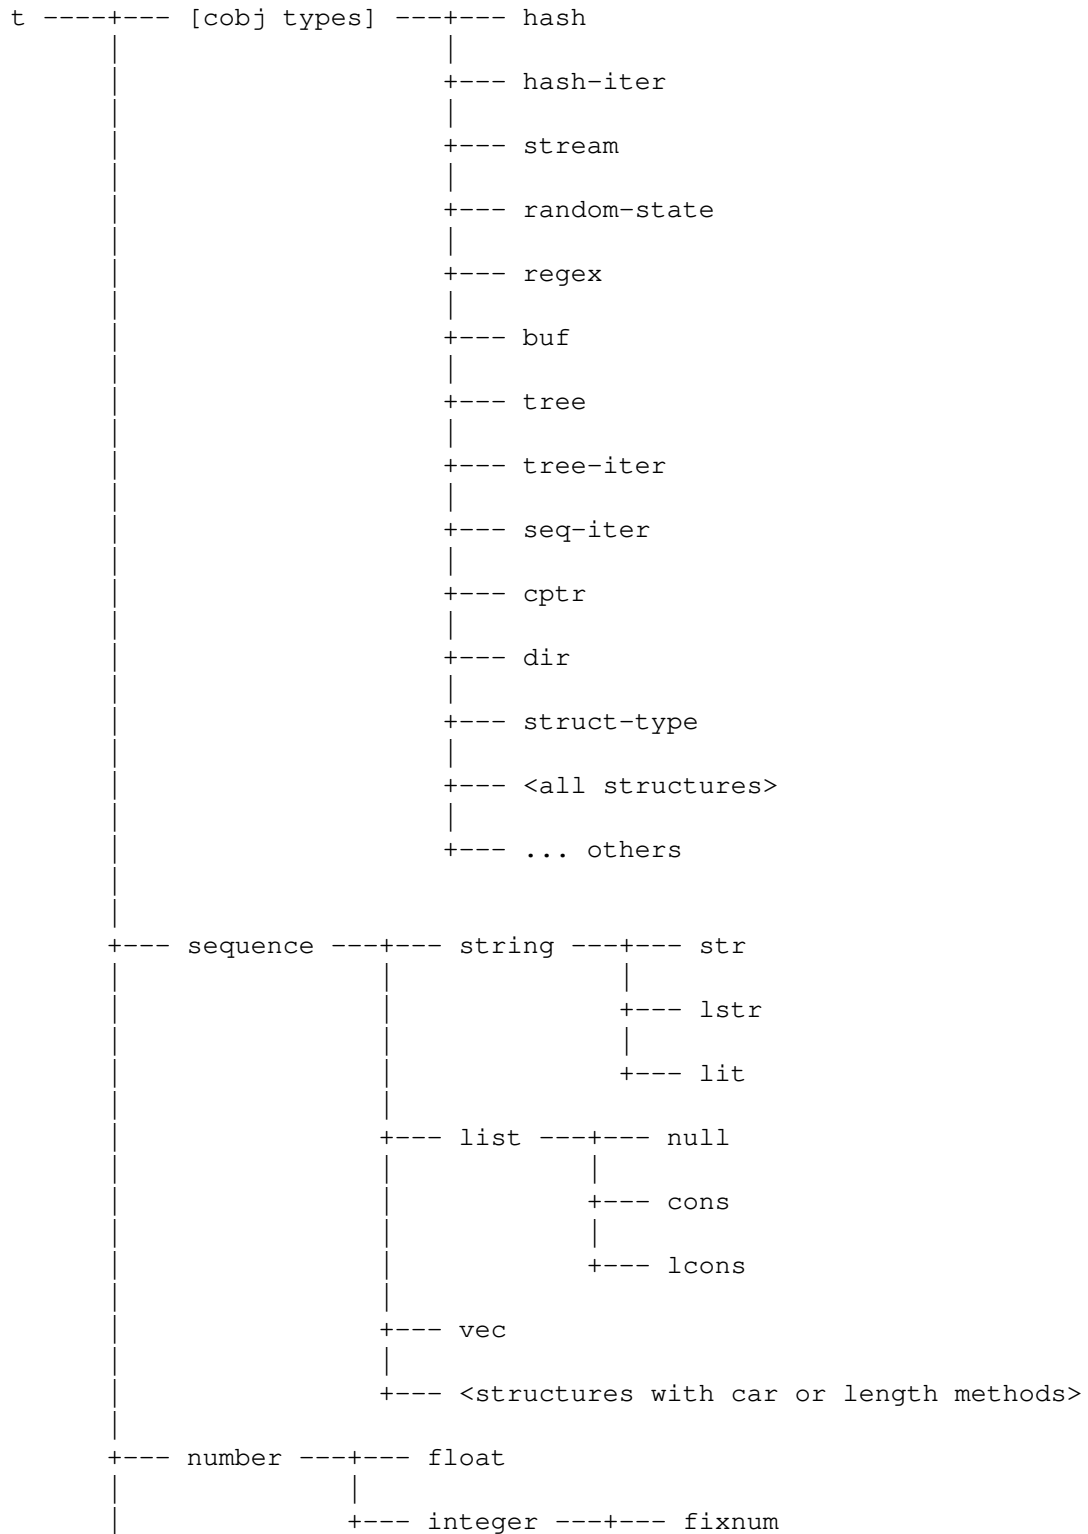 t ----+--- [cobj types] ---+--- hash
|                    |
|                    +--- hash-iter
|                    |
|                    +--- stream
|                    |
|                    +--- random-state
|                    |
|                    +--- regex
|                    |
|                    +--- buf
|                    |
|                    +--- tree
|                    |
|                    +--- tree-iter
|                    |
|                    +--- seq-iter
|                    |
|                    +--- cptr
|                    |
|                    +--- dir
|                    |
|                    +--- struct-type
|                    |
|                    +--- <all structures>
|                    |
|                    +--- ... others
|
|
+--- sequence ---+--- string ---+--- str
|                |              |
|                |              +--- lstr
|                |              |
|                |              +--- lit
|                |
|                +--- list ---+--- null
|                |            |
|                |            +--- cons
|                |            |
|                |            +--- lcons
|                |
|                +--- vec
|                |
|                +--- <structures with car or length methods>
|
+--- number ---+--- float
|              |
|              +--- integer ---+--- fixnum